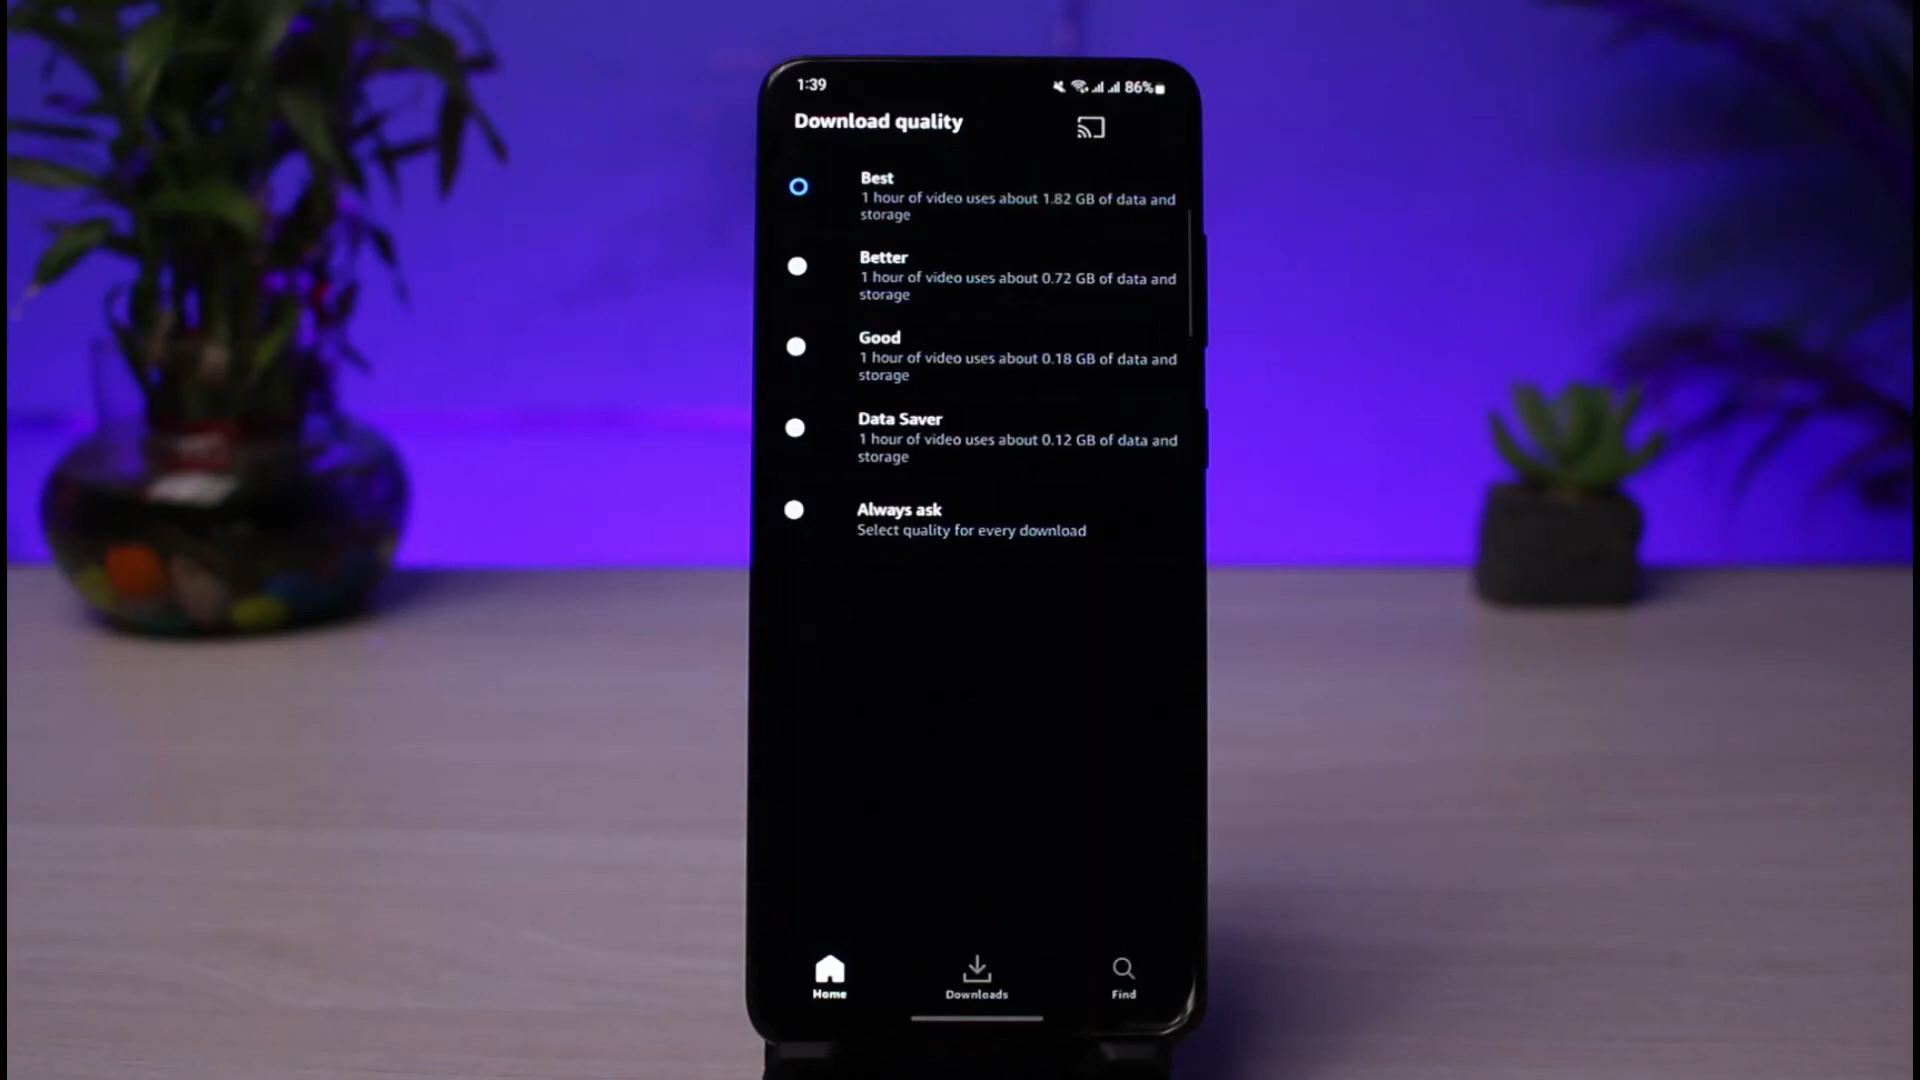 1:39
86%
Download quality
Best
1 hour of video uses about 1.82 GB of data and
storage
Better
1 hour of video uses about 0.72 GB of data and
storage
Good
1 hour of video uses about 0.18 GB of data and
storage
Data Saver
1 hour of video uses about 0.12 GB of data and
storage
Always ask
Select quality for every download
Home
Downloads
Find